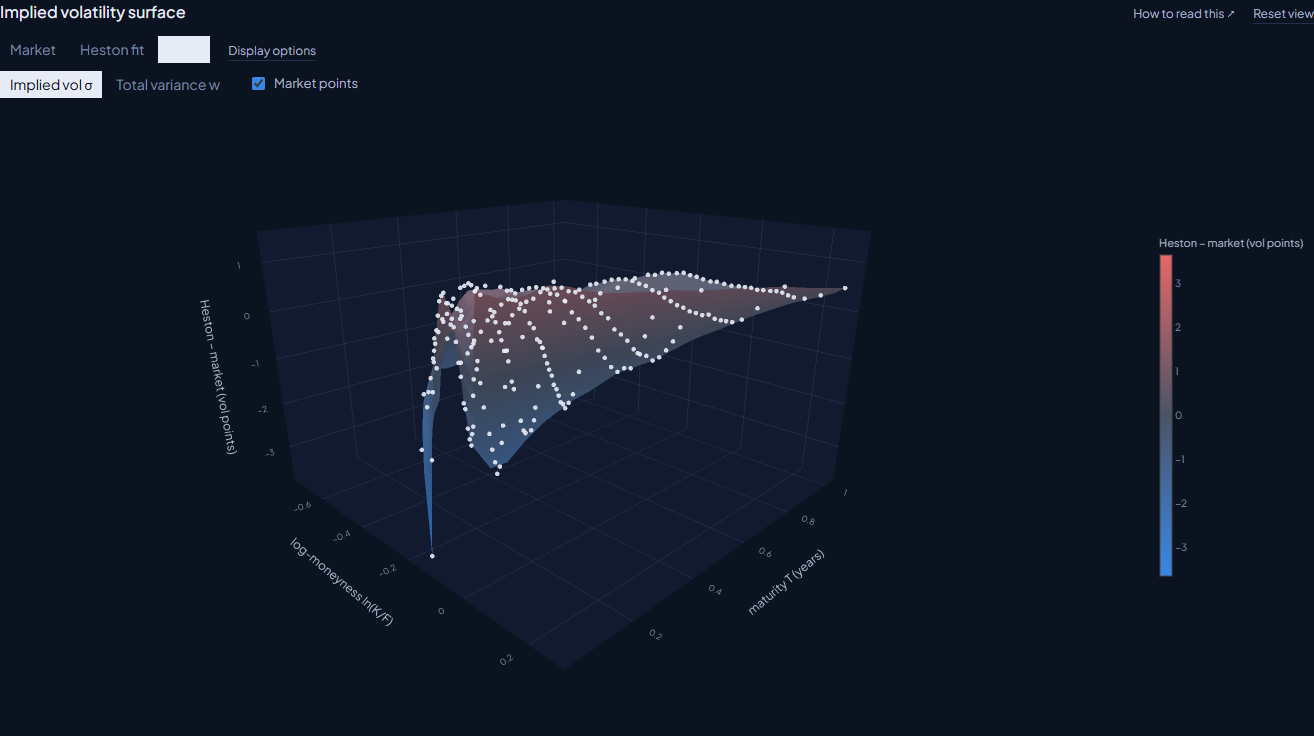 Implied volatility surface
How to read this ↗ Reset view
Market Heston fit Display options
Implied vol σ Total variance w Market points
Heston – market (vol points)
1
0
−1
−2
−3
Heston – market (vol points)
3
2
1
0
−1
−2
−3
−0.6
−0.4
−0.2
0
0.2
log-moneyness ln(K/F)
1
0.8
0.6
0.4
0.2
maturity T (years)